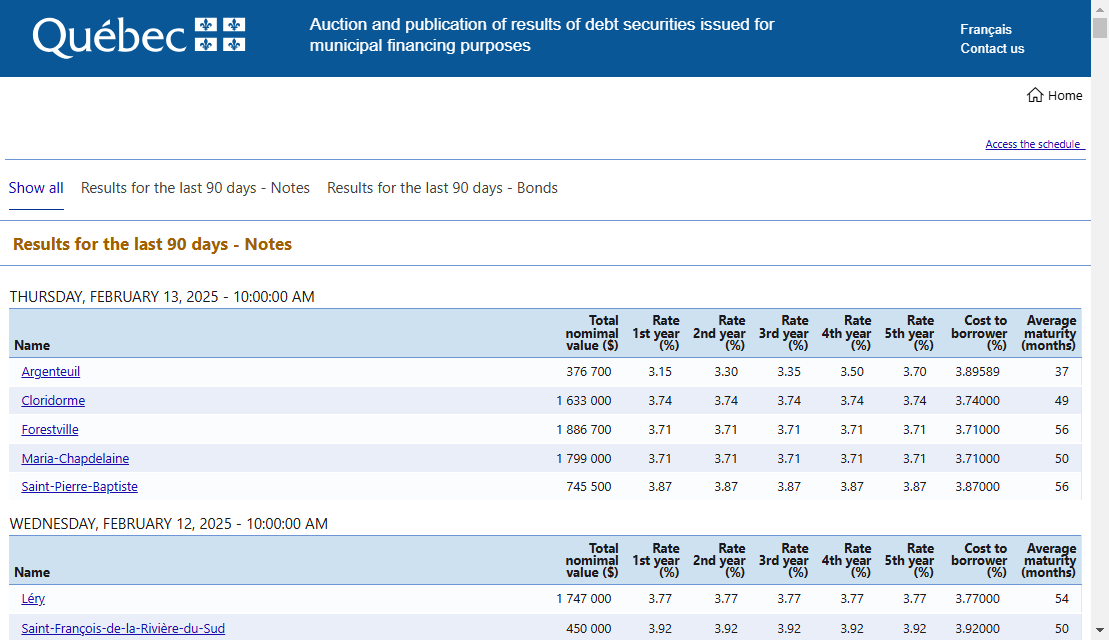 Québec
Auction and publication of results of debt securities issued for
municipal financing purposes
Français
Contact us
Home
Access the schedule
Show all Results for the last 90 days - Notes Results for the last 90 days - Bonds
Results for the last 90 days - Notes
THURSDAY, FEBRUARY 13, 2025 - 10:00:00 AM
Total Rate Rate Rate Rate Rate Cost to Average
nomimal 1st year 2nd year 3rd year 4th year 5th year borrower maturity
Name value ($) (%) (%) (%) (%) (%) (%) (months)
Argenteuil 376 700 3.15 3.30 3.35 3.50 3.70 3.89589 37
Cloridorme 1 633 000 3.74 3.74 3.74 3.74 3.74 3.74000 49
Forestville 1 886 700 3.71 3.71 3.71 3.71 3.71 3.71000 56
Maria-Chapdelaine 1 799 000 3.71 3.71 3.71 3.71 3.71 3.71000 50
Saint-Pierre-Baptiste 745 500 3.87 3.87 3.87 3.87 3.87 3.87000 56
WEDNESDAY, FEBRUARY 12, 2025 - 10:00:00 AM
Total Rate Rate Rate Rate Rate Cost to Average
nomimal 1st year 2nd year 3rd year 4th year 5th year borrower maturity
Name value ($) (%) (%) (%) (%) (%) (%) (months)
Léry 1 747 000 3.77 3.77 3.77 3.77 3.77 3.77000 54
Saint-François-de-la-Rivière-du-Sud 450 000 3.92 3.92 3.92 3.92 3.92 3.92000 50